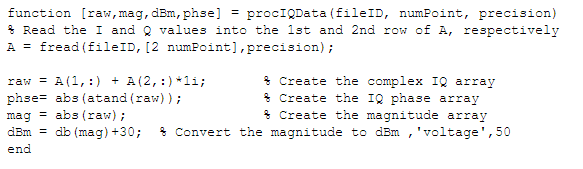 function [raw,mag,dBm,phse] = procIQData(fileID, numPoint, precision)
% Read the I and Q values into the 1st and 2nd row of A, respectively
A = fread(fileID,[2 numPoint],precision);
raw = A(1,:) + A(2,:)*1i; % Create the complex IQ array
phse= abs(atand(raw)); % Create the IQ phase array
mag = abs(raw); % Create the magnitude array
dBm = db(mag)+30; % Convert the magnitude to dBm ,'voltage',50
end